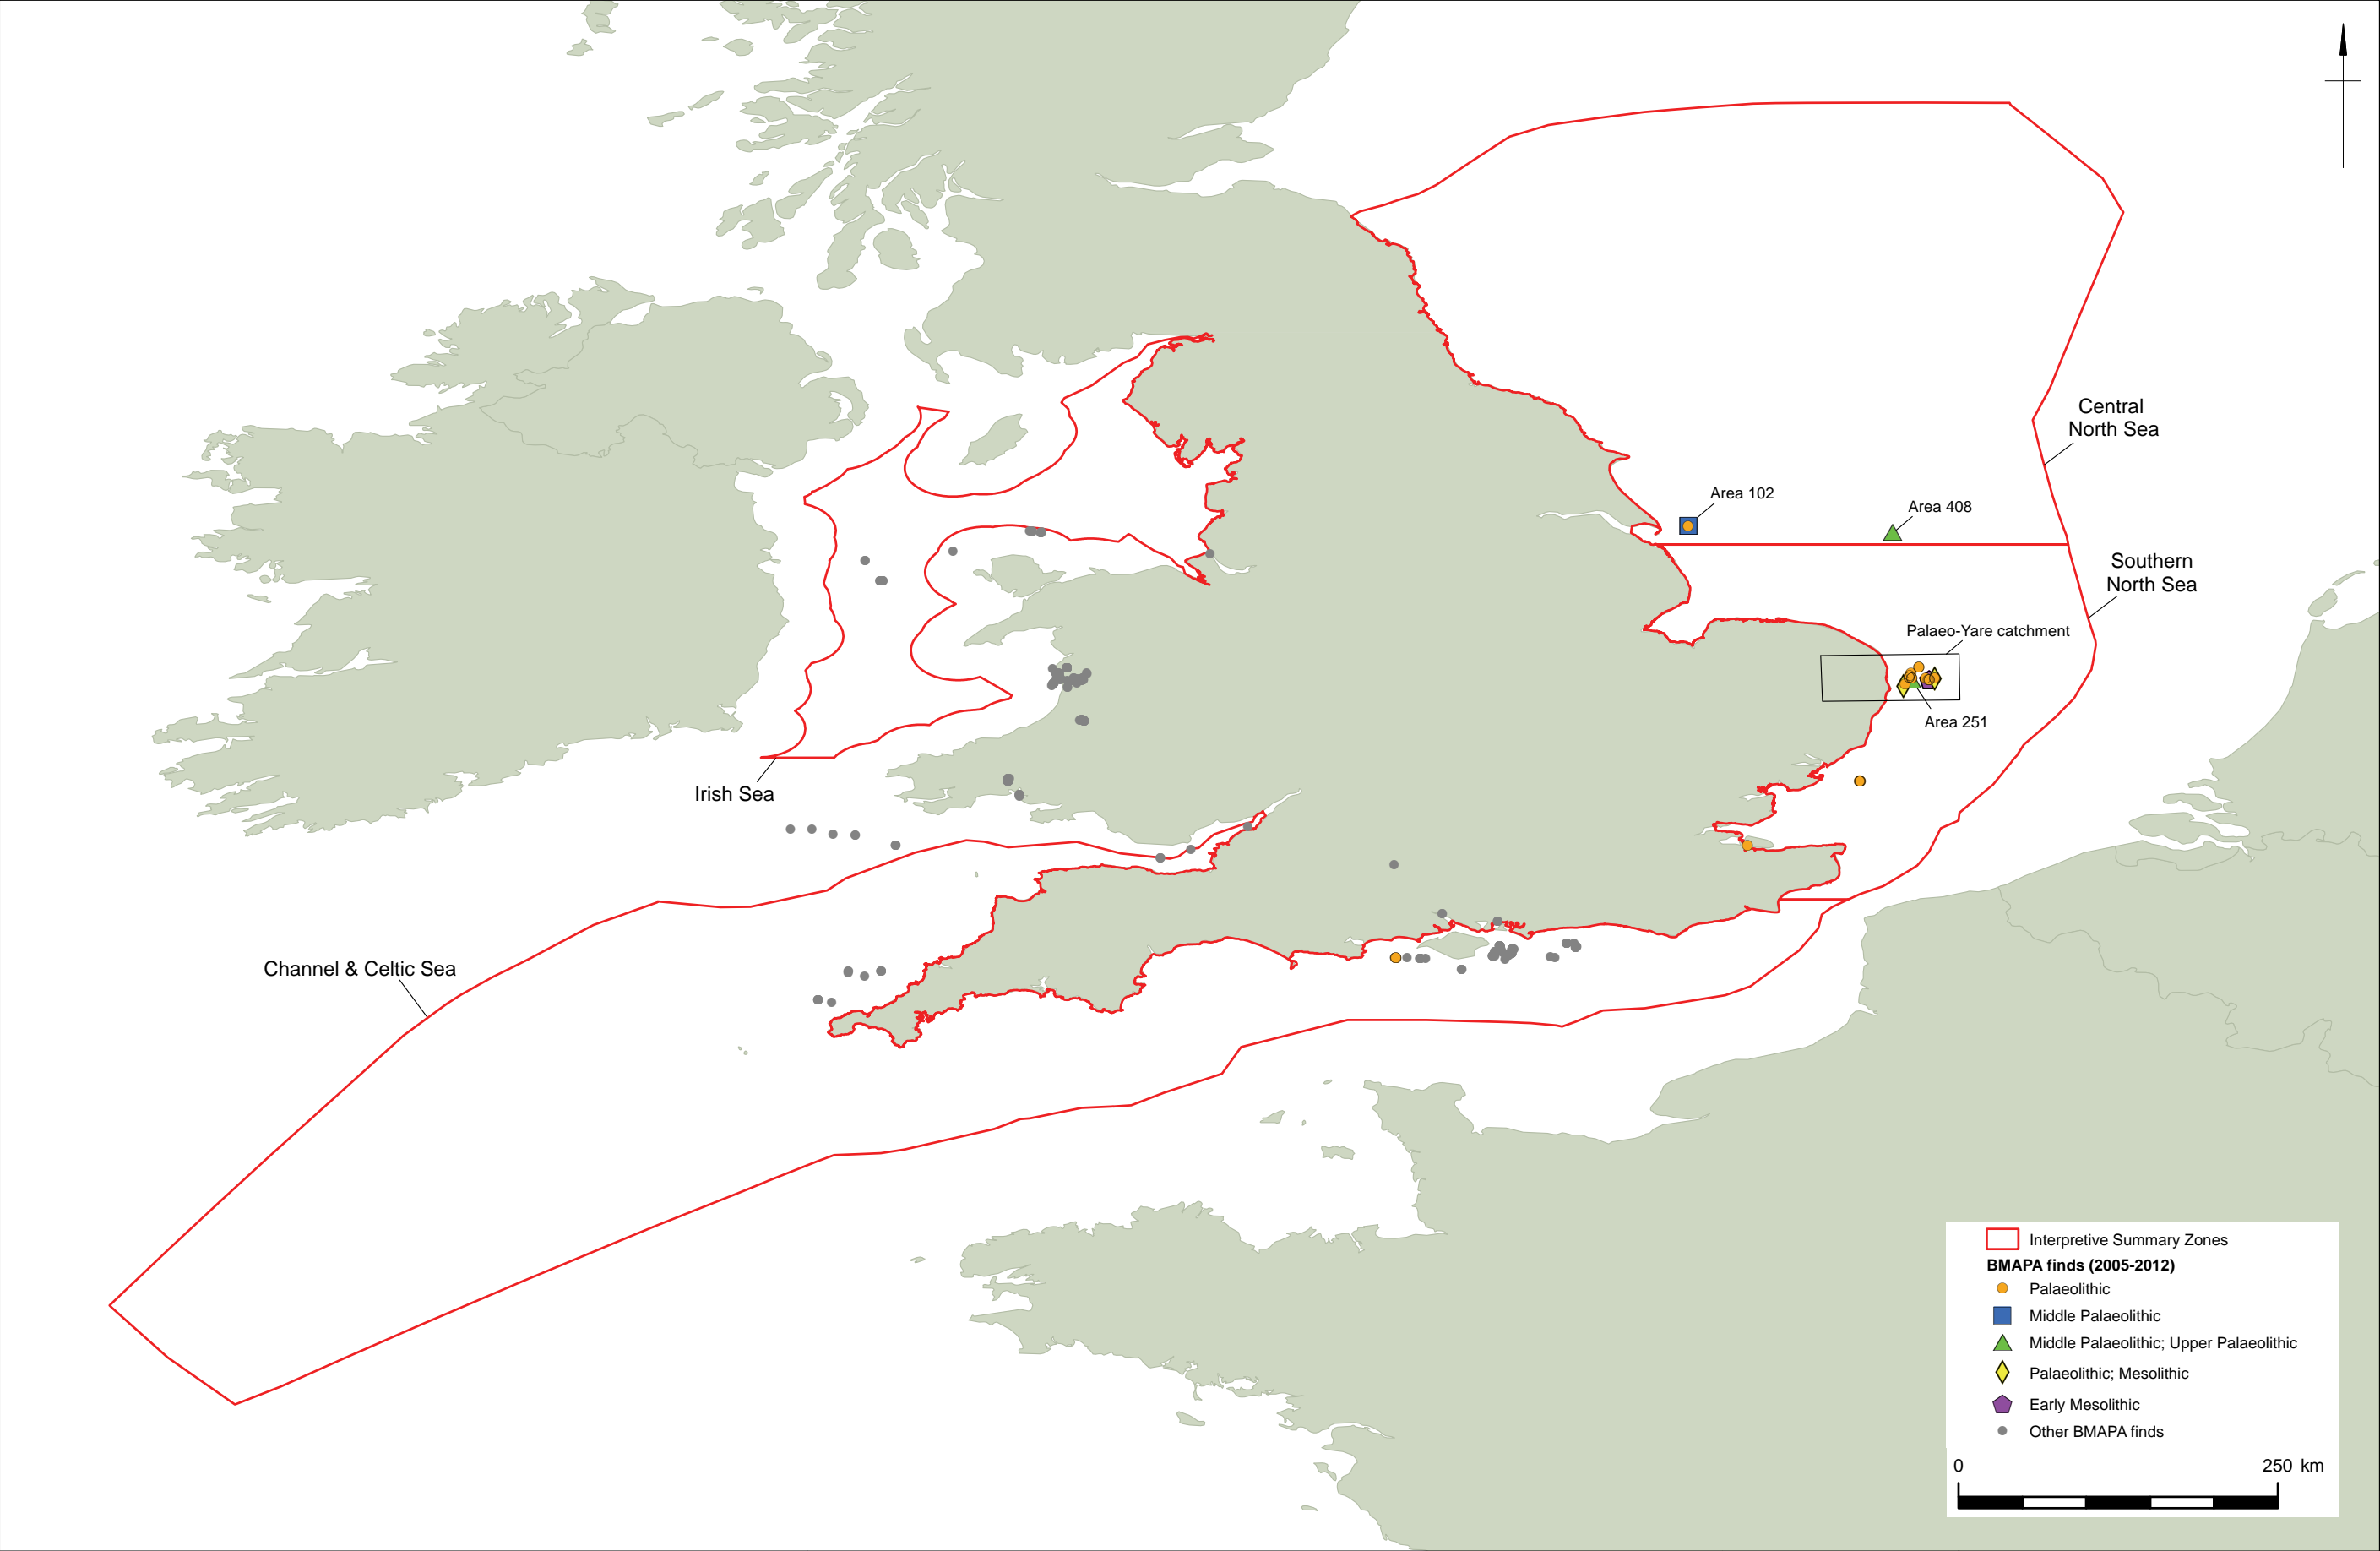 Central
North Sea
Area 102
Area 408
Southern
North Sea
Palaeo-Yare catchment
Area 251
Irish Sea
Channel & Celtic Sea
Interpretive Summary Zones
BMAPA finds (2005-2012)
Palaeolithic
Middle Palaeolithic
Middle Palaeolithic; Upper Palaeolithic
Palaeolithic; Mesolithic
Early Mesolithic
Other BMAPA finds
0 250 km